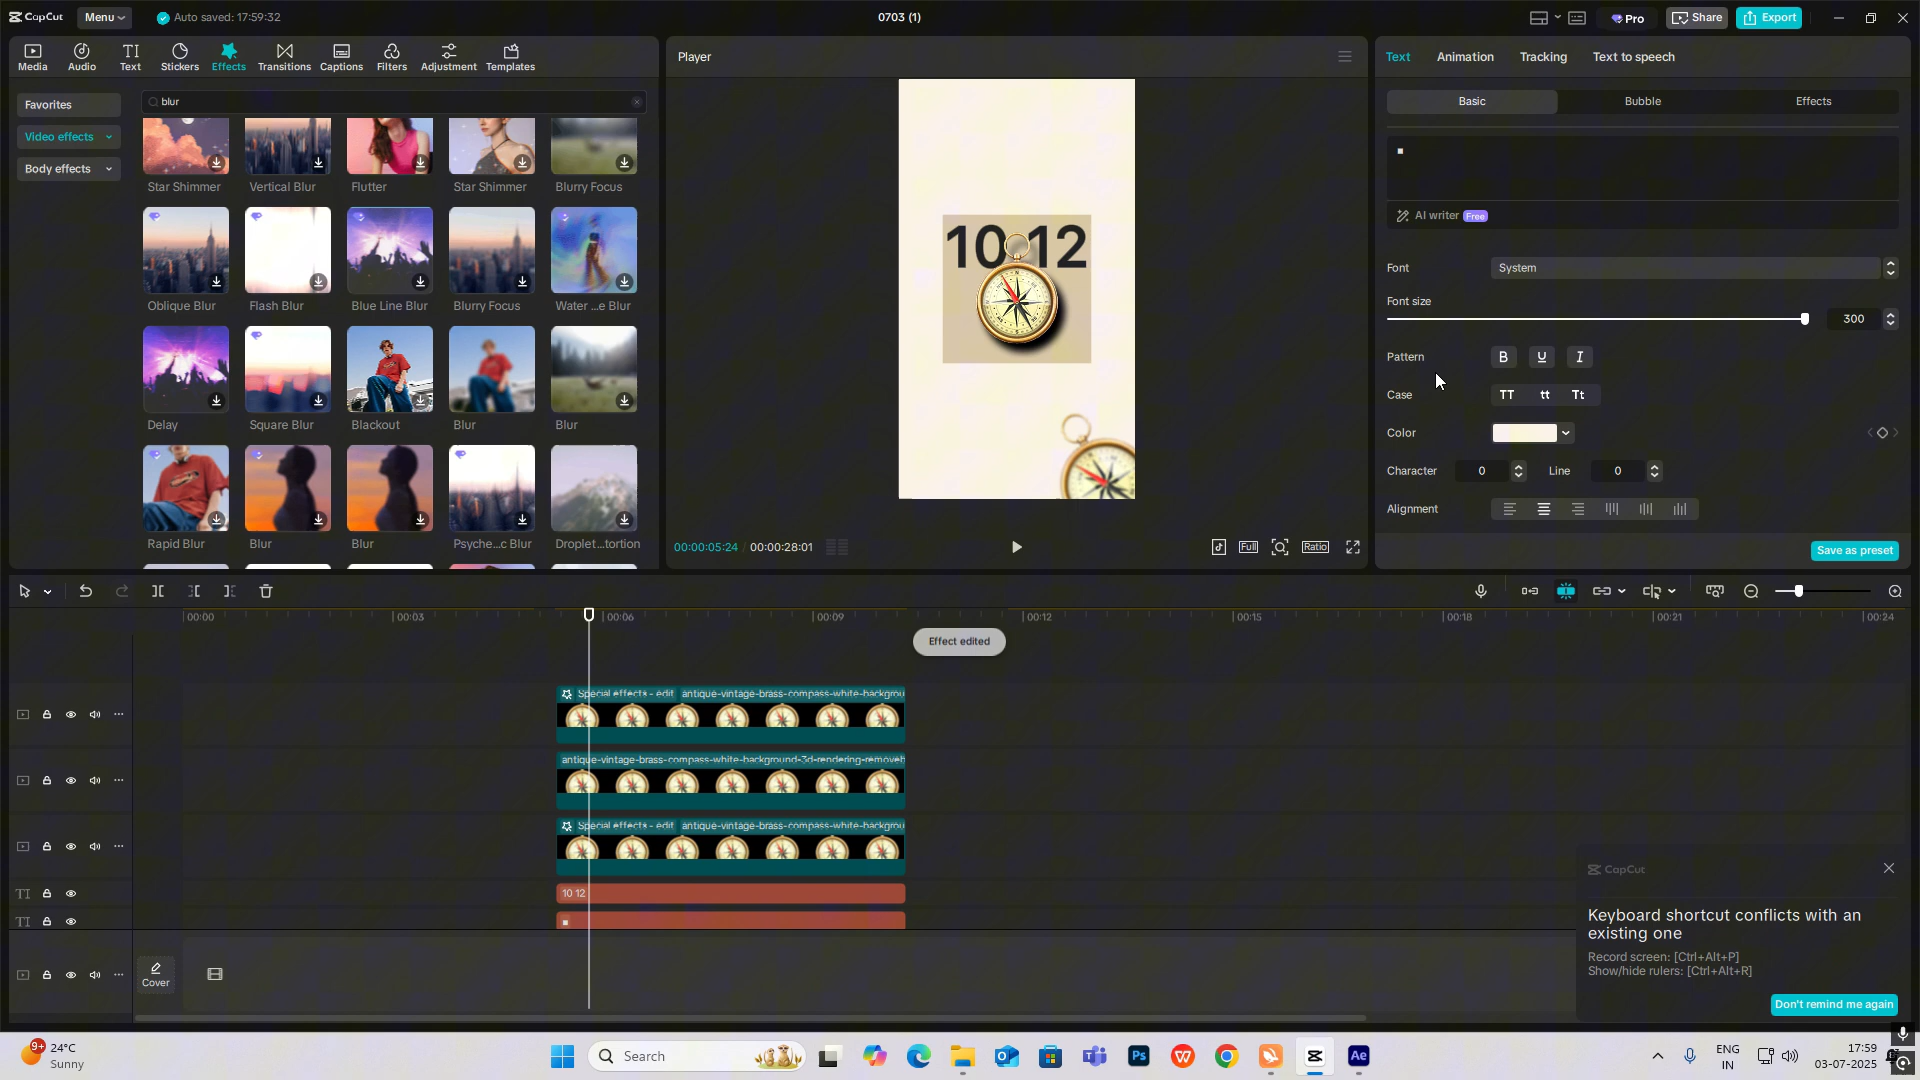 CapCut Menu Auto saved: 17:59:32 0703 (1) Pro Share Export
Media Audio Text Stickers Effects Transitions Captions Filters Adjustment Templates
Favorites
Video effects
Body effects
blur
Star Shimmer Vertical Blur Flutter Star Shimmer Blurry Focus
Oblique Blur Flash Blur Blue Line Blur Blurry Focus Water ...e Blur
Delay Square Blur Blackout Blur Blur
Rapid Blur Blur Blur Psyche...c Blur Droplet...tortion
Player
10 12
00:00:05:24 / 00:00:28:01
Full Ratio
Text Animation Tracking Text to speech
Basic Bubble Effects
AI writer Free
Font System
Font size
300
Pattern B U I
Case TT tt Tt
Color
Character 0 Line 0
Alignment
Save as preset
00:00 00:03 00:06 00:09 00:12 00:15 00:18 00:21 00:24
Effect edited
Special effects - edit antique-vintage-brass-compass-white-backgrou
antique-vintage-brass-compass-white-background-3d-rendering-removeb
Special effects - edit antique-vintage-brass-compass-white-backgrou
TI 10 12
TI
Cover
CapCut
Keyboard shortcut conflicts with an
existing one
Record screen: [Ctrl+Alt+P]
Show/hide rulers: [Ctrl+Alt+R]
Don't remind me again
9+ 24°C
Sunny
Search
Ps
Ae
ENG
IN
17:59
03-07-2025